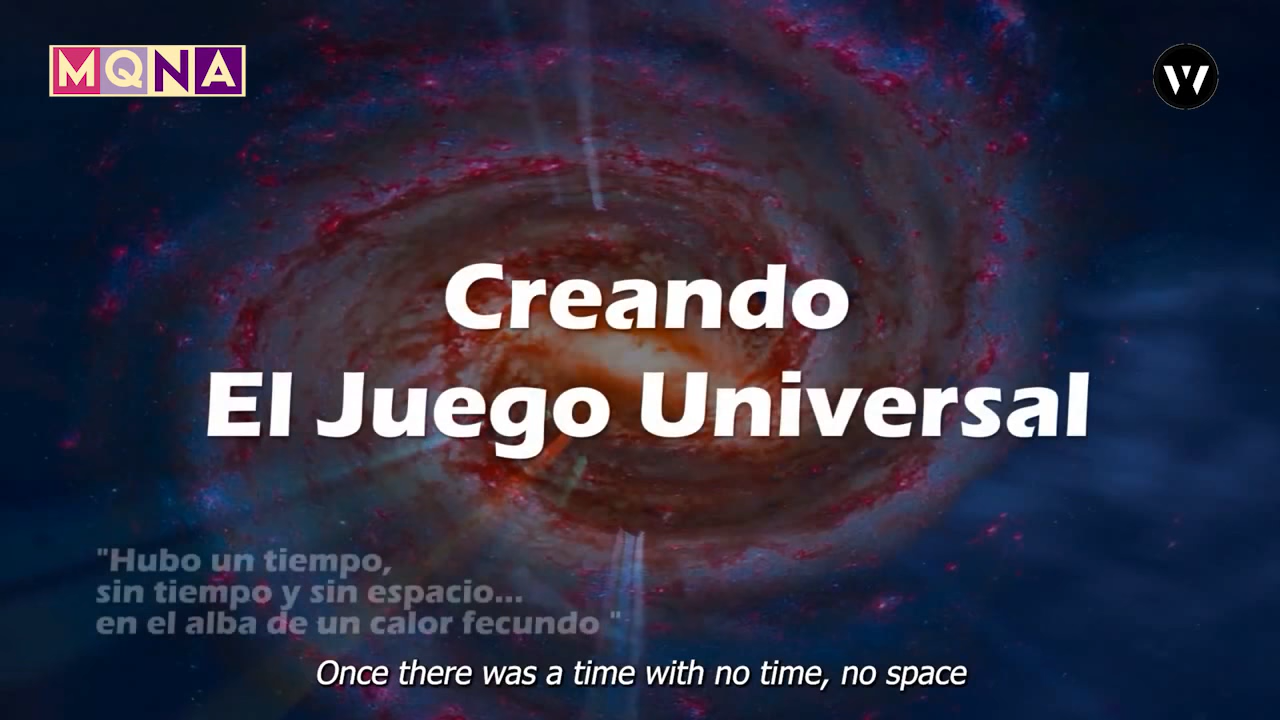 MQNA
W
Creando
El Juego Universal
"Hubo un tiempo,
sin tiempo y sin espacio...
en el alba de un calor fecundo "
Once there was a time with no time, no space